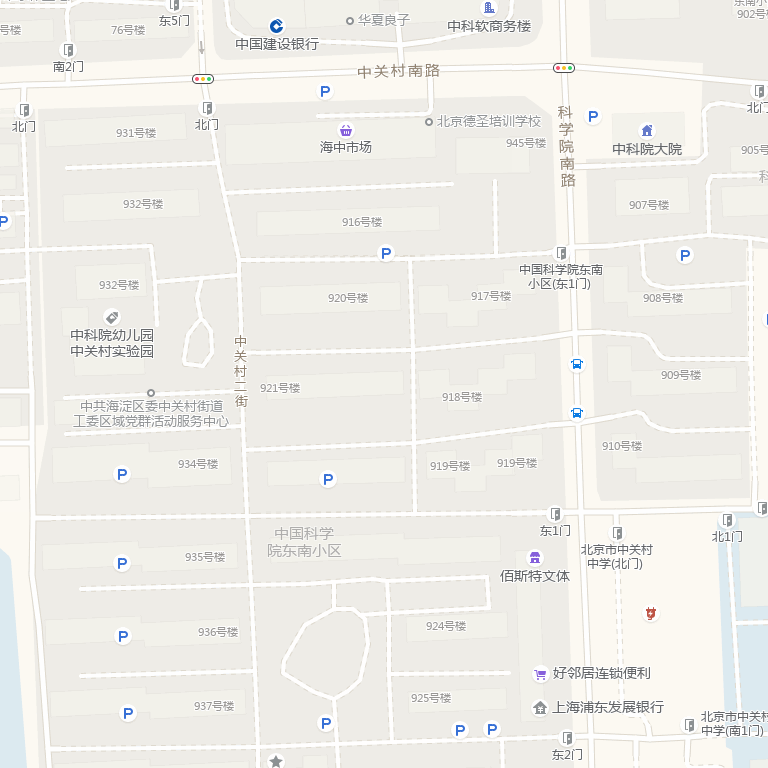 东5门
华夏良子
东南小
902号楼
号楼
76号楼
中国建设银行
中科软商务楼
南2门
中关村南路
P
北门
北门
科学院南路
P
北门
931号楼
海中市场
北京德圣培训学校
945号楼
中科院大院
905号
科
932号楼
916号楼
907号楼
P
P
P
中国科学院东南
小区(东1门)
932号楼
920号楼
917号楼
908号楼
中科院幼儿园
中关村实验园
中关村二街
921号楼
918号楼
909号楼
中共海淀区委中关村街道
工委区域党群活动服务中心
934号楼
P
P
919号楼
919号楼
910号楼
东1门
北1门
中国科学
院东南小区
935号楼
P
佰斯特文体
北京市中关村
中学(北门)
936号楼
P
924号楼
好邻居连锁便利
937号楼
P
925号楼
上海浦东发展银行
P
P
P
东2门
北京市中关村
中学(南1门)